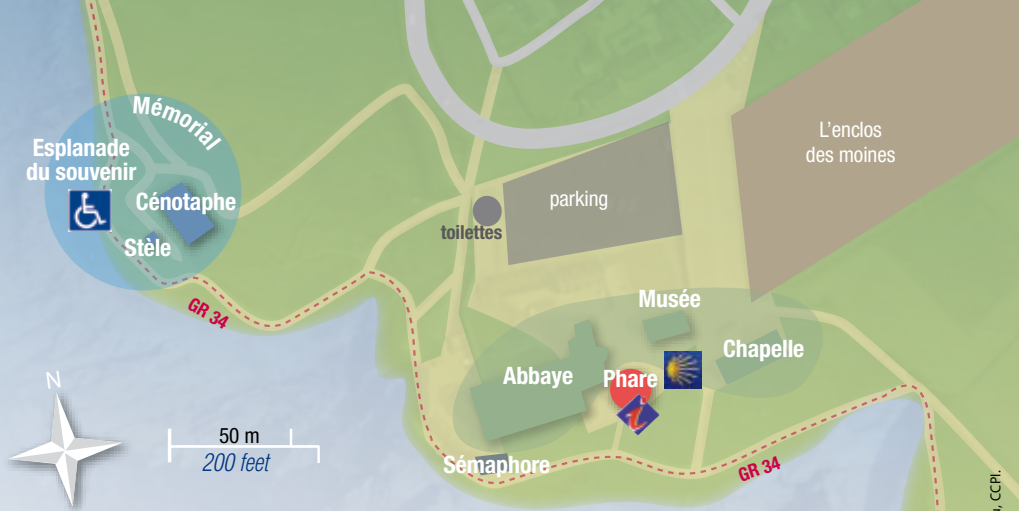 Mémorial
Esplanade
du souvenir
Cénotaphe
Stèle
GR 34
toilettes
parking
L'enclos
des moines
Musée
Chapelle
Abbaye
Phare
i
Sémaphore
GR 34
N
50 m
200 feet
CCPI.